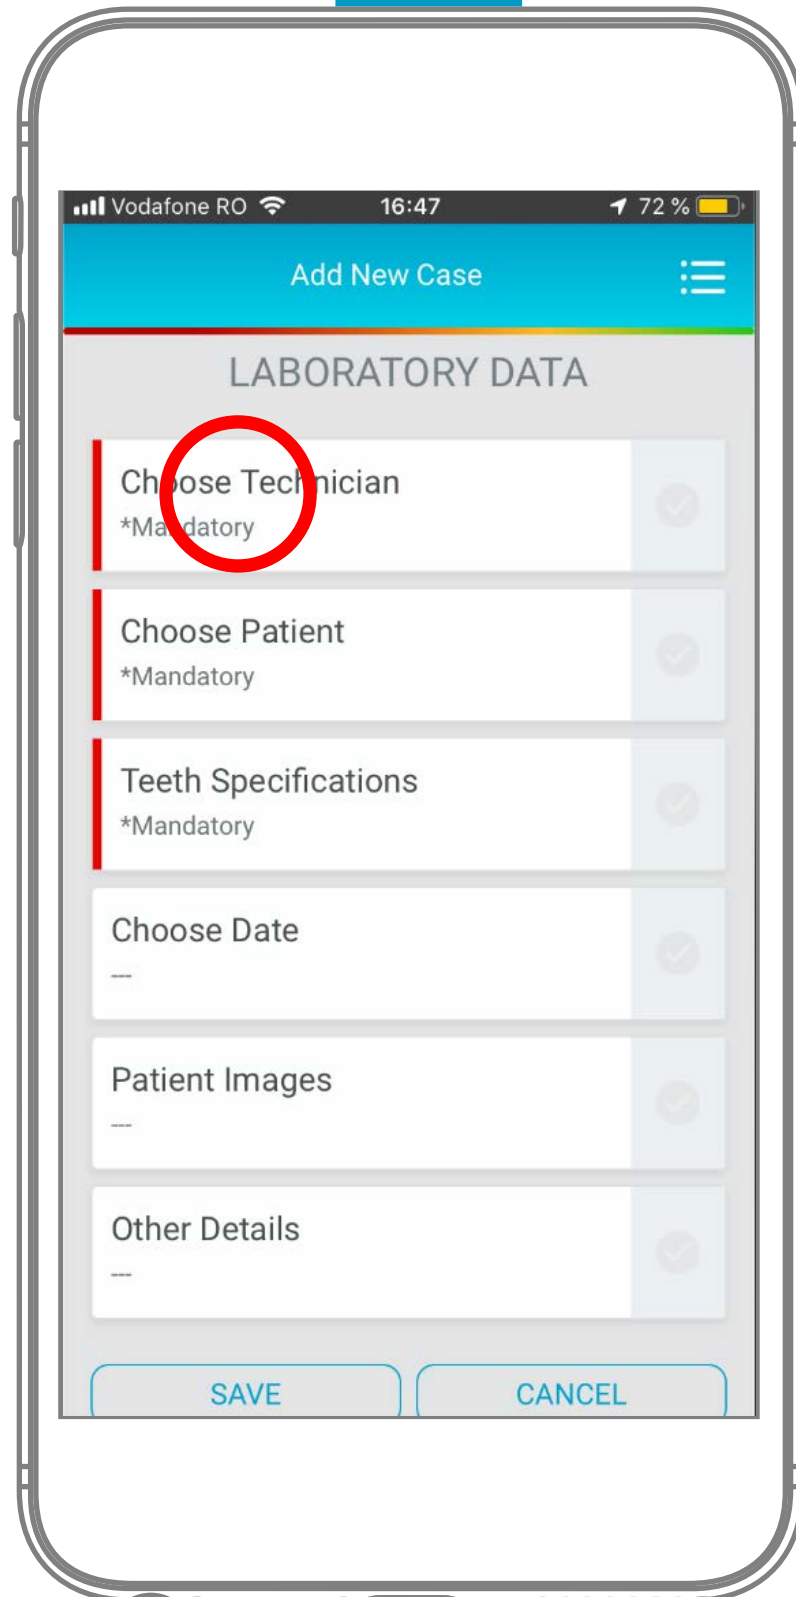 Vodafone RO 16:47 72 %
Add New Case
LABORATORY DATA
Choose Technician
*Mandatory
Choose Patient
*Mandatory
Teeth Specifications
*Mandatory
Choose Date
---
Patient Images
---
Other Details
---
SAVE CANCEL